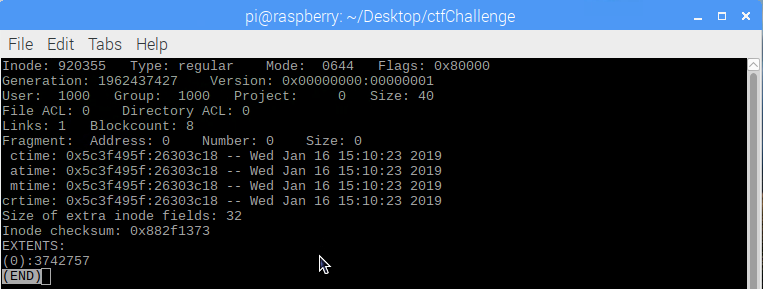 pi@raspberry: ~/Desktop/ctfChallenge
File Edit Tabs Help
Inode: 920355   Type: regular    Mode:  0644   Flags: 0x80000
Generation: 1962437427    Version: 0x00000000:00000001
User:  1000   Group:  1000   Project:     0   Size: 40
File ACL: 0    Directory ACL: 0
Links: 1   Blockcount: 8
Fragment:  Address: 0    Number: 0    Size: 0
 ctime: 0x5c3f495f:26303c18 -- Wed Jan 16 15:10:23 2019
 atime: 0x5c3f495f:26303c18 -- Wed Jan 16 15:10:23 2019
 mtime: 0x5c3f495f:26303c18 -- Wed Jan 16 15:10:23 2019
crtime: 0x5c3f495f:26303c18 -- Wed Jan 16 15:10:23 2019
Size of extra inode fields: 32
Inode checksum: 0x882f1373
EXTENTS:
(0):3742757
(END)